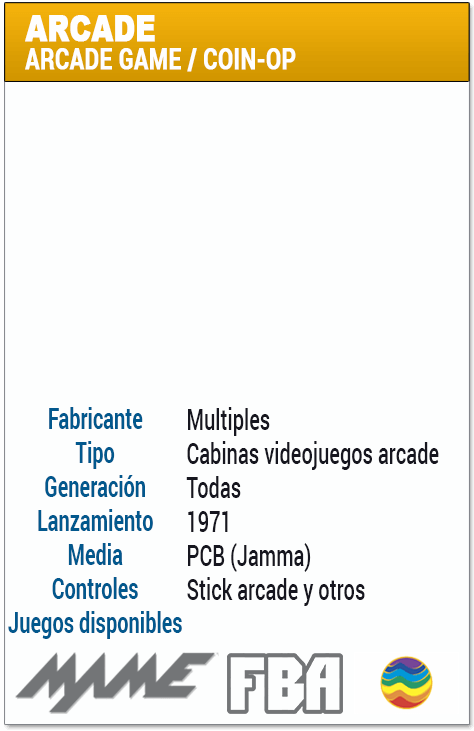 ARCADE
ARCADE GAME / COIN-OP
Fabricante Multiples
Tipo Cabinas videojuegos arcade
Generación Todas
Lanzamiento 1971
Media PCB (Jamma)
Controles Stick arcade y otros
Juegos disponibles
MAME FBA